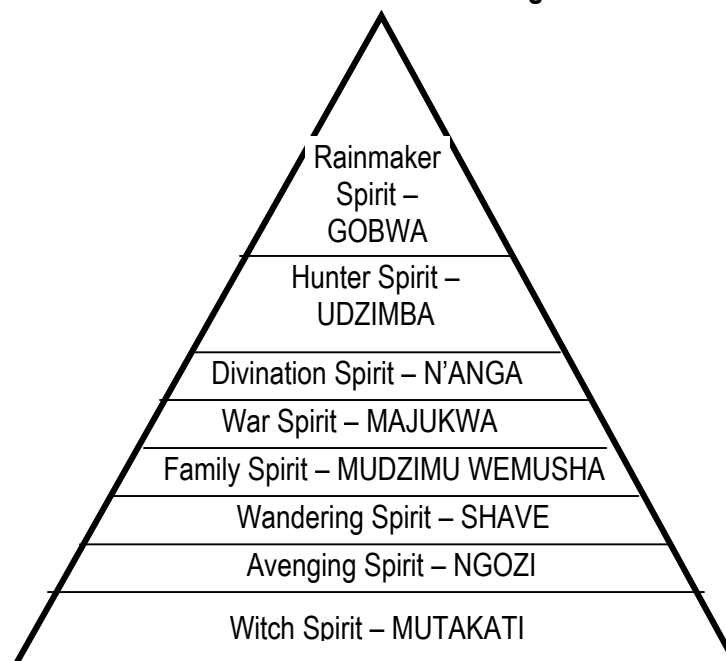 Rainmaker
Spirit –
GOBWA
Hunter Spirit –
UDZIMBA
Divination Spirit – N’ANGA
War Spirit – MAJUKWA
Family Spirit – MUDZIMU WEMUSHA
Wandering Spirit – SHAVE
Avenging Spirit – NGOZI
Witch Spirit – MUTAKATI